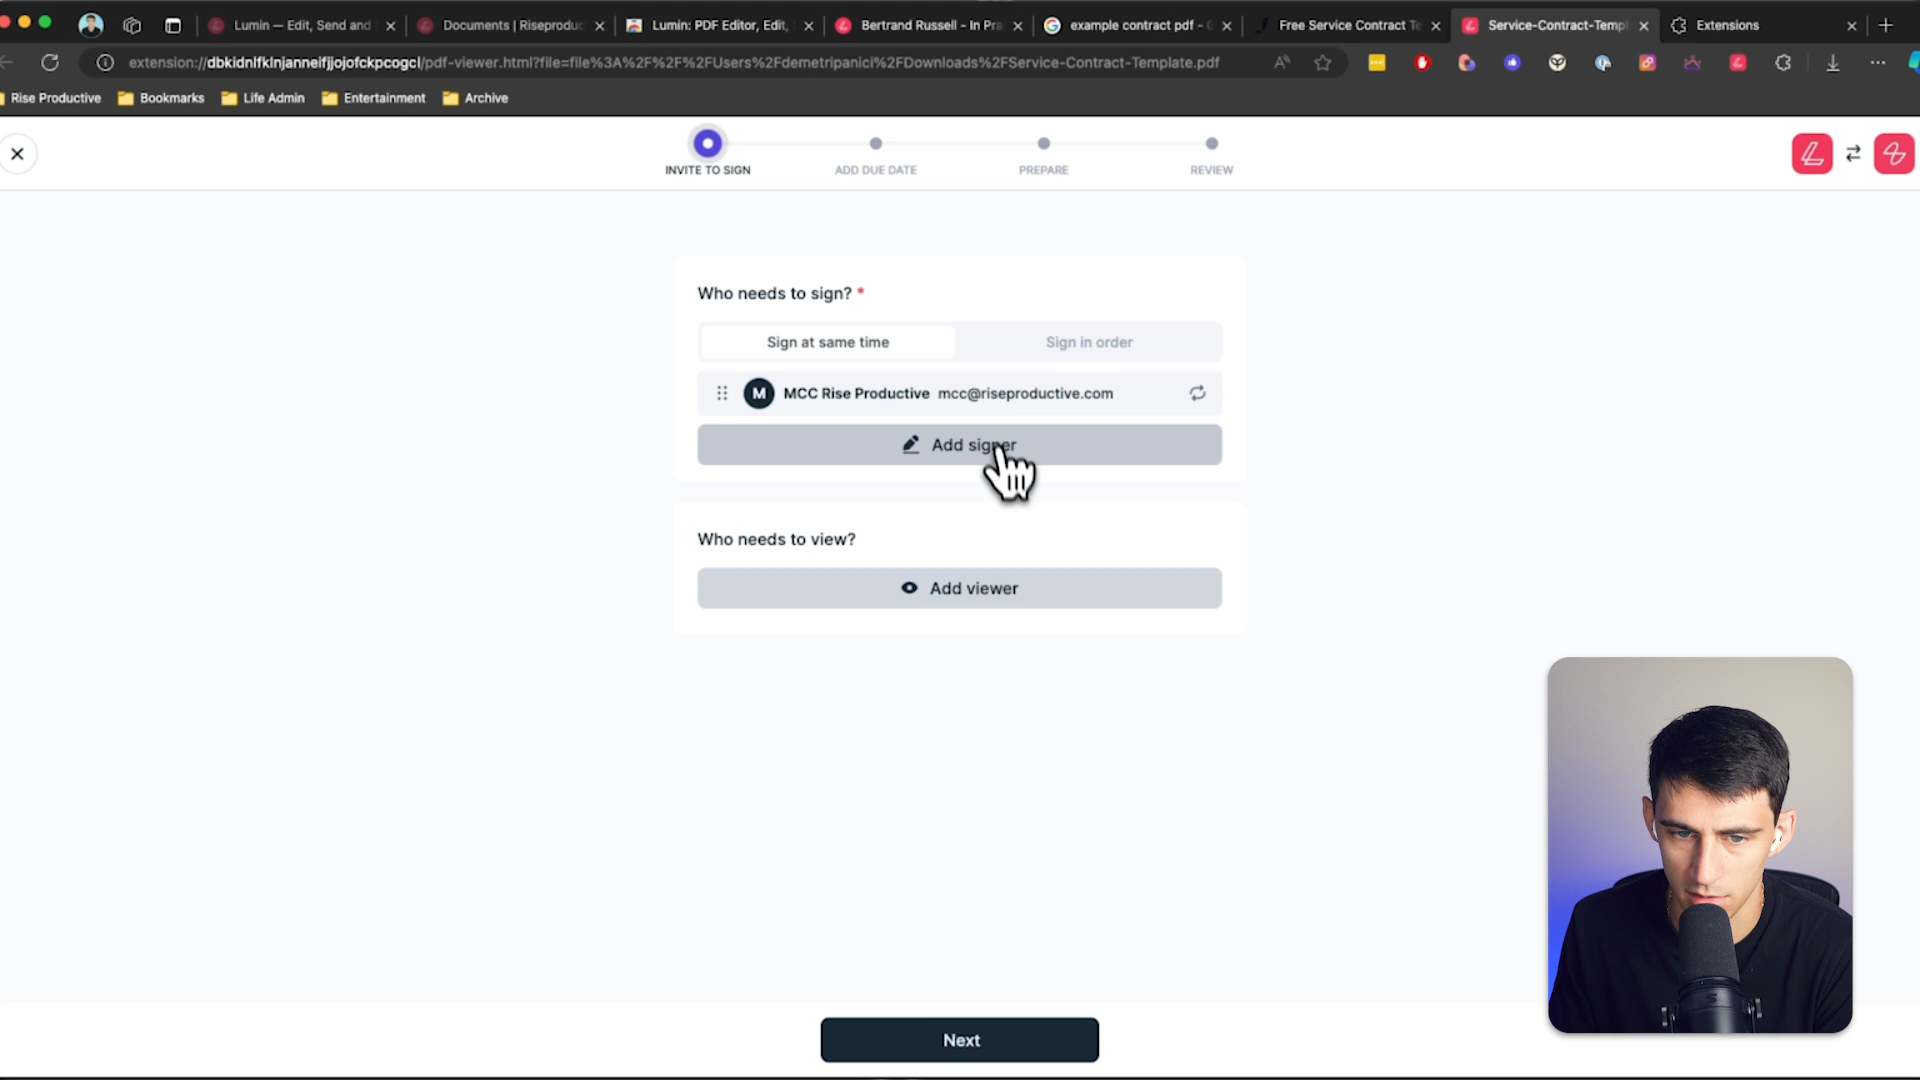 Lumin — Edit, Send and
Documents | Riseproduc
Lumin: PDF Editor, Edit,
Bertrand Russell - In Pra
example contract pdf - G
Free Service Contract Te
Service-Contract-Templ
Extensions
extension://dbkidnlfklnjanneifjjojofckpcogcl/pdf-viewer.html?file=file%3A%2F%2F%2FUsers%2Fdemetripanici%2FDownloads%2FService-Contract-Template.pdf
Rise Productive
Bookmarks
Life Admin
Entertainment
Archive
INVITE TO SIGN
ADD DUE DATE
PREPARE
REVIEW
Who needs to sign? *
Sign at same time
Sign in order
M MCC Rise Productive mcc@riseproductive.com
Add signer
Who needs to view?
Add viewer
Next